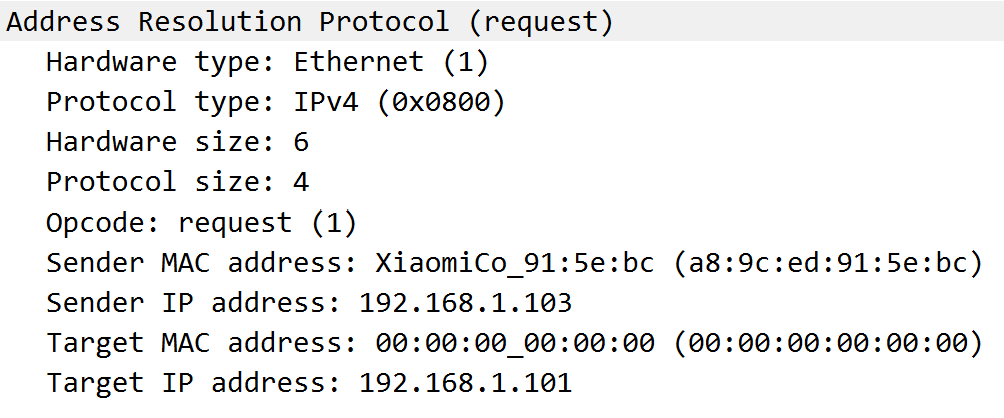 Address Resolution Protocol (request)
Hardware type: Ethernet (1)
Protocol type: IPv4 (0x0800)
Hardware size: 6
Protocol size: 4
Opcode: request (1)
Sender MAC address: XiaomiCo_91:5e:bc (a8:9c:ed:91:5e:bc)
Sender IP address: 192.168.1.103
Target MAC address: 00:00:00_00:00:00 (00:00:00:00:00:00)
Target IP address: 192.168.1.101